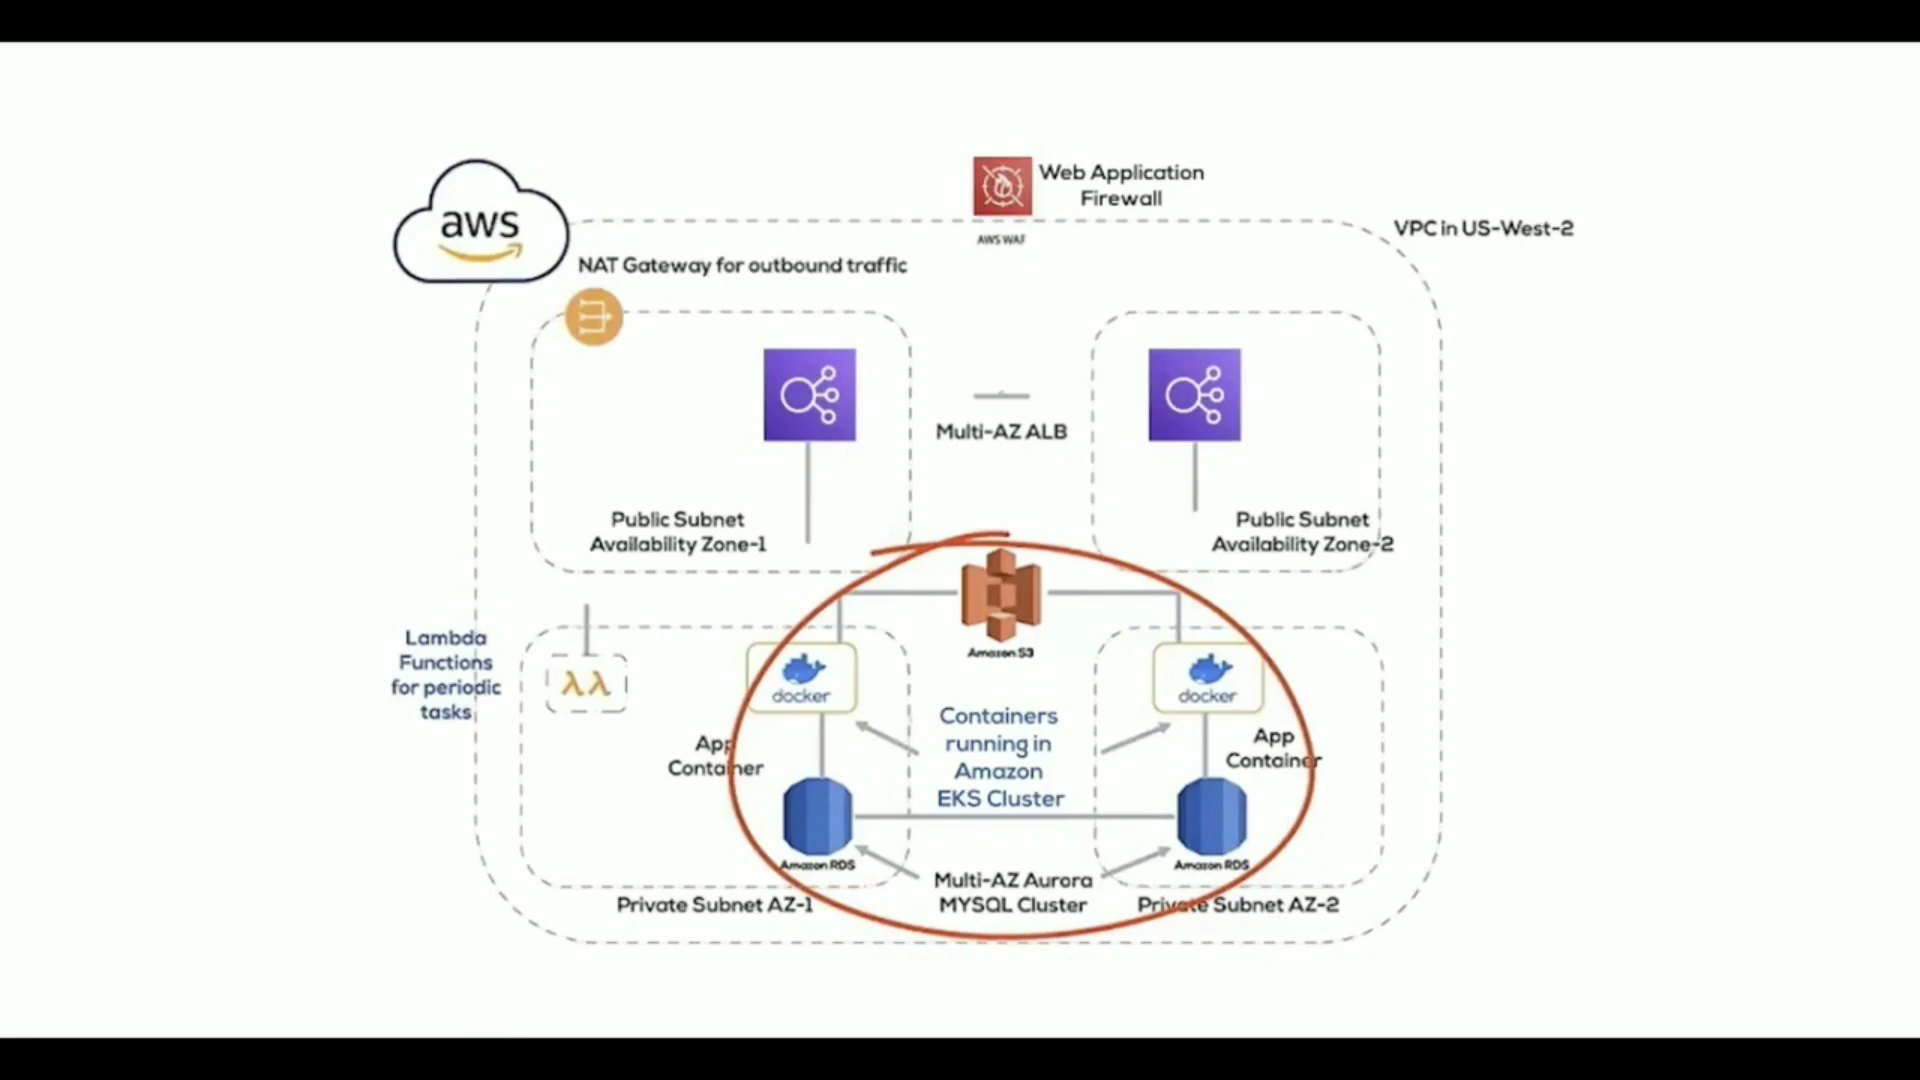 Web Application
Firewall
aws
VPC in US-West-2
AWS WAF
NAT Gateway for outbound traffic
Multi-AZ ALB
Public Subnet
Availability Zone-1
Public Subnet
Availability Zone-2
Lambda
Functions
for periodic
tasks
λλ
Amazon S3
docker
docker
Containers
running in
Amazon
EKS Cluster
App
Container
App
Container
Amazon RDS
Amazon RDS
Multi-AZ Aurora
MYSQL Cluster
Private Subnet AZ-1
Private Subnet AZ-2